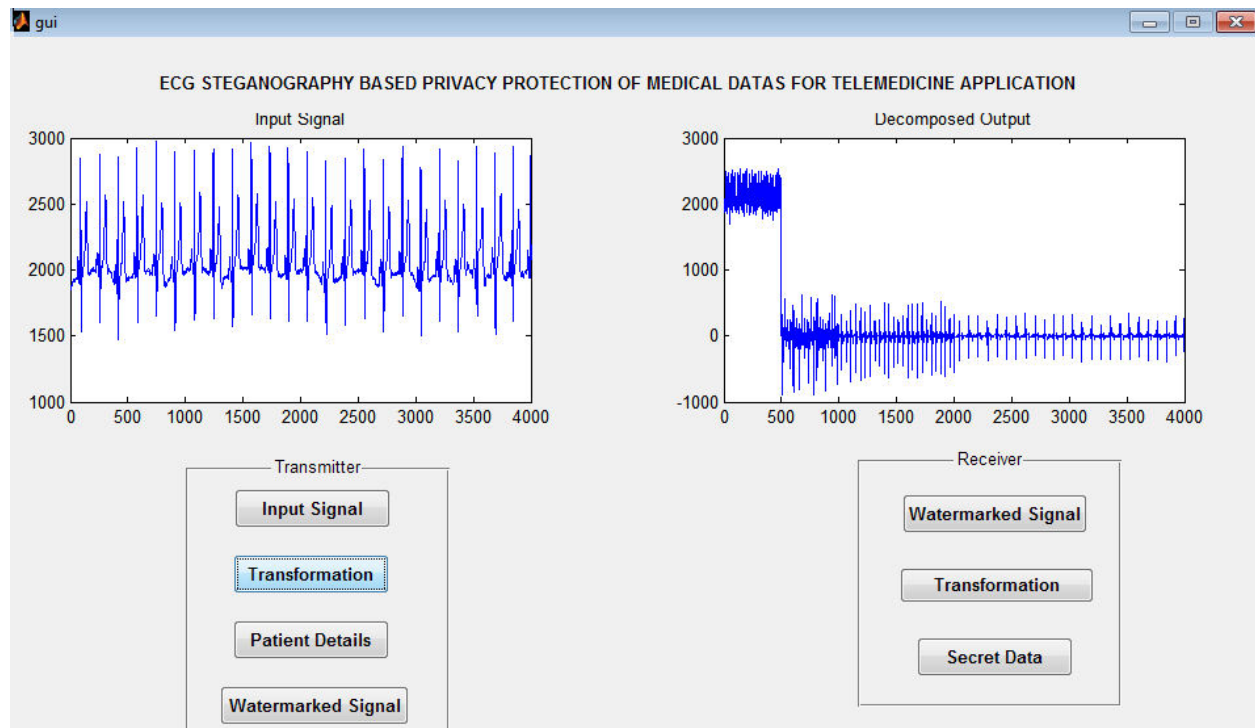 gui
ECG STEGANOGRAPHY BASED PRIVACY PROTECTION OF MEDICAL DATAS FOR TELEMEDICINE APPLICATION
Input Signal
3000
2500
2000
1500
1000
0 500 1000 1500 2000 2500 3000 3500 4000
Decomposed Output
3000
2000
1000
0
-1000
0 500 1000 1500 2000 2500 3000 3500 4000
Transmitter
Input Signal
Transformation
Patient Details
Watermarked Signal
Receiver
Watermarked Signal
Transformation
Secret Data